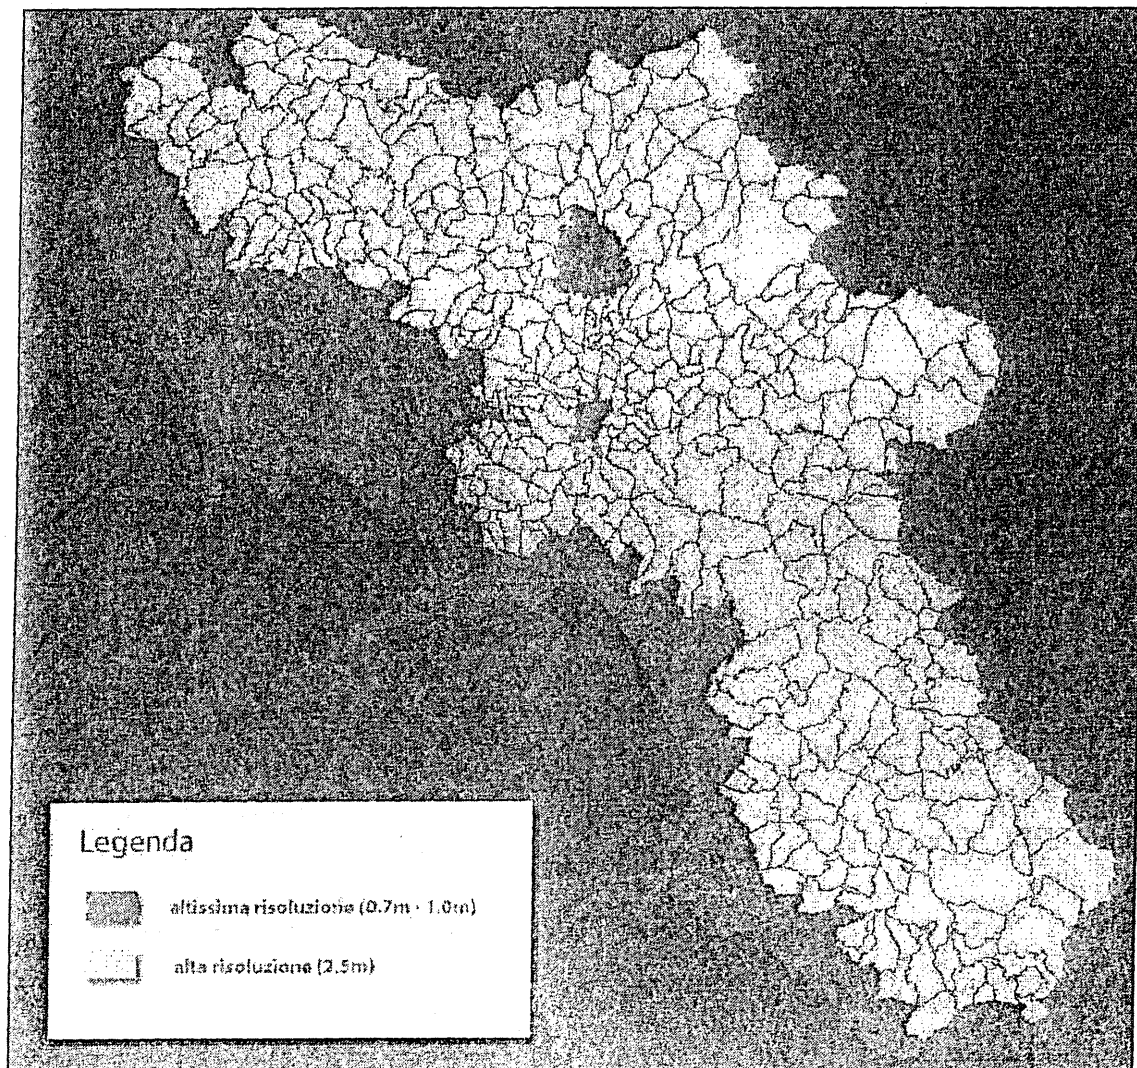 Legenda
altissima risoluzione (0.7m - 1.0m)
alta risoluzione (2.5m)